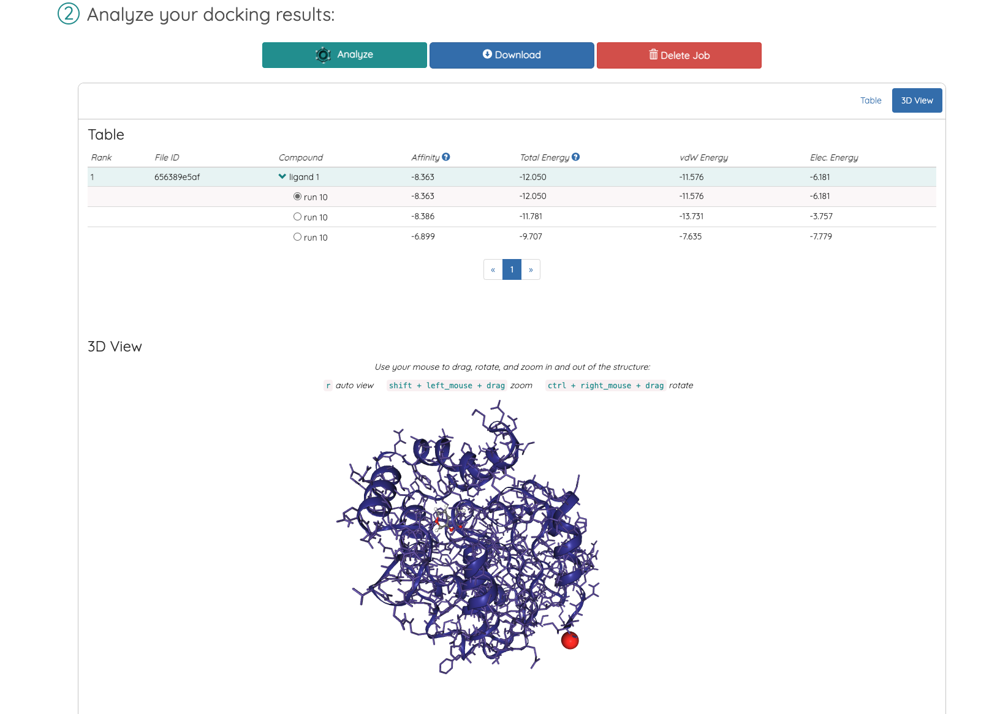 2 Analyze your docking results:
Analyze Download Delete Job
Table 3D View
Table
Rank File ID Compound Affinity ? Total Energy ? vdW Energy Elec. Energy
1 656389e5af ligand 1 -8.363 -12.050 -11.576 -6.181
run 10 -8.363 -12.050 -11.576 -6.181
run 10 -8.386 -11.781 -13.731 -3.757
run 10 -6.899 -9.707 -7.635 -7.779
« 1 »
3D View
Use your mouse to drag, rotate, and zoom in and out of the structure:
r auto view shift + left_mouse + drag zoom ctrl + right_mouse + drag rotate